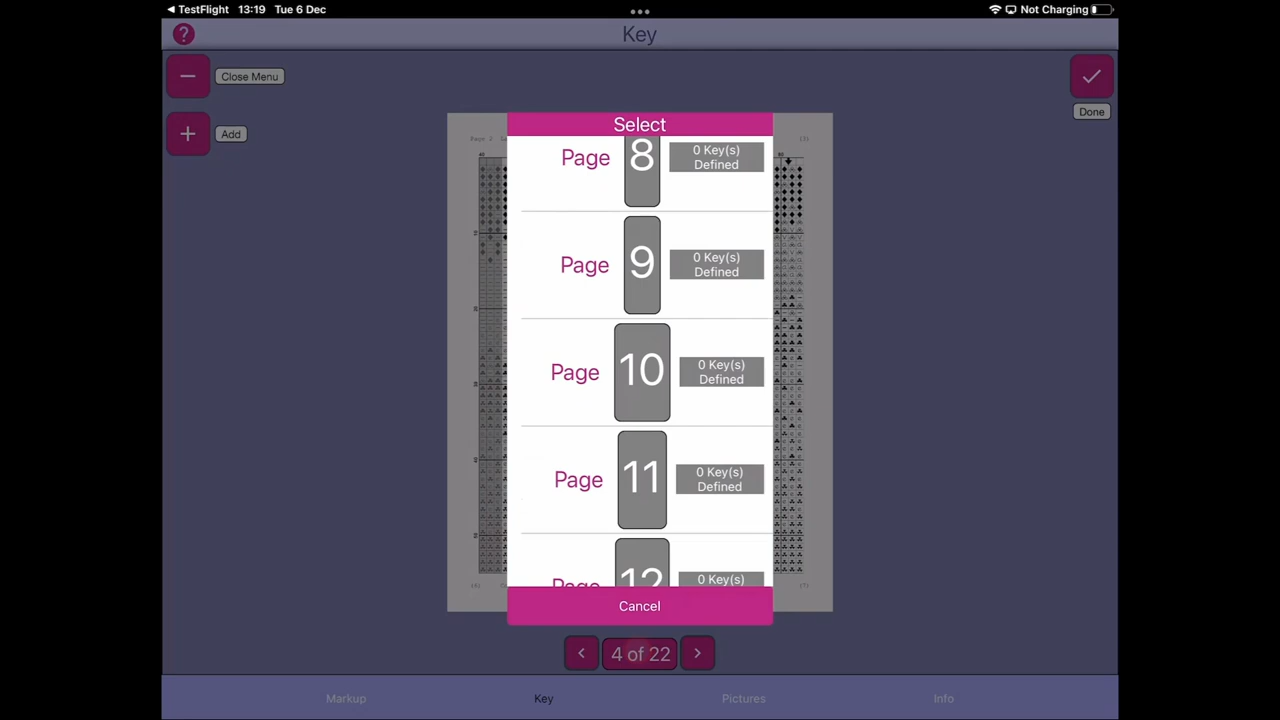 TestFlight 13:19 Tue 6 Dec
Not Charging
Key
Close Menu
Done
Add
Select
Page 8 0 Key(s)
Defined
Page 9 0 Key(s)
Defined
Page 10 0 Key(s)
Defined
Page 11 0 Key(s)
Defined
Page 12 0 Key(s)
Cancel
4 of 22
Markup Key Pictures Info